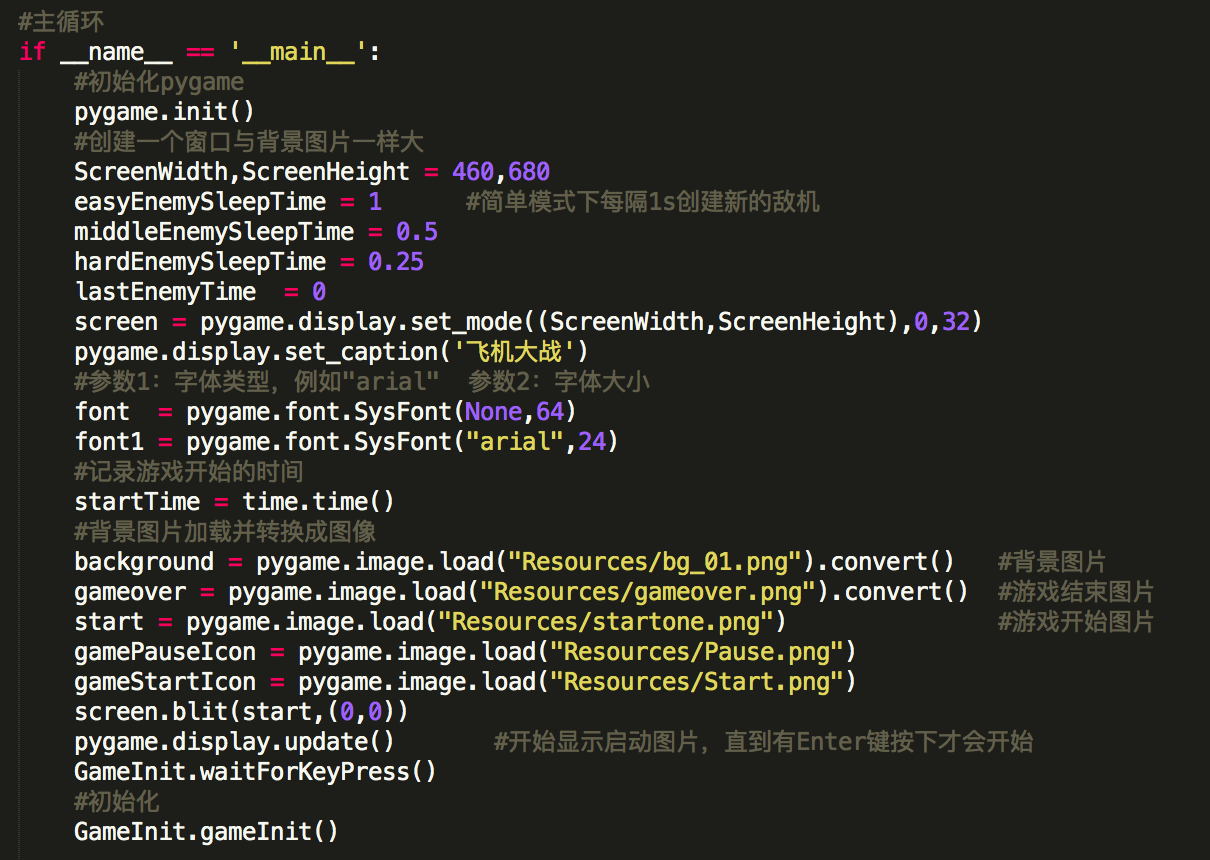 #主循环
if __name__ == '__main__':
    #初始化pygame
    pygame.init()
    #创建一个窗口与背景图片一样大
    ScreenWidth,ScreenHeight = 460,680
    easyEnemySleepTime = 1      #简单模式下每隔1s创建新的敌机
    middleEnemySleepTime = 0.5
    hardEnemySleepTime = 0.25
    lastEnemyTime  = 0
    screen = pygame.display.set_mode((ScreenWidth,ScreenHeight),0,32)
    pygame.display.set_caption('飞机大战')
    #参数1：字体类型，例如"arial"  参数2：字体大小
    font  = pygame.font.SysFont(None,64)
    font1 = pygame.font.SysFont("arial",24)
    #记录游戏开始的时间
    startTime = time.time()
    #背景图片加载并转换成图像
    background = pygame.image.load("Resources/bg_01.png").convert()   #背景图片
    gameover = pygame.image.load("Resources/gameover.png").convert()  #游戏结束图片
    start = pygame.image.load("Resources/startone.png")               #游戏开始图片
    gamePauseIcon = pygame.image.load("Resources/Pause.png")
    gameStartIcon = pygame.image.load("Resources/Start.png")
    screen.blit(start,(0,0))
    pygame.display.update()       #开始显示启动图片，直到有Enter键按下才会开始
    GameInit.waitForKeyPress()
    #初始化
    GameInit.gameInit()